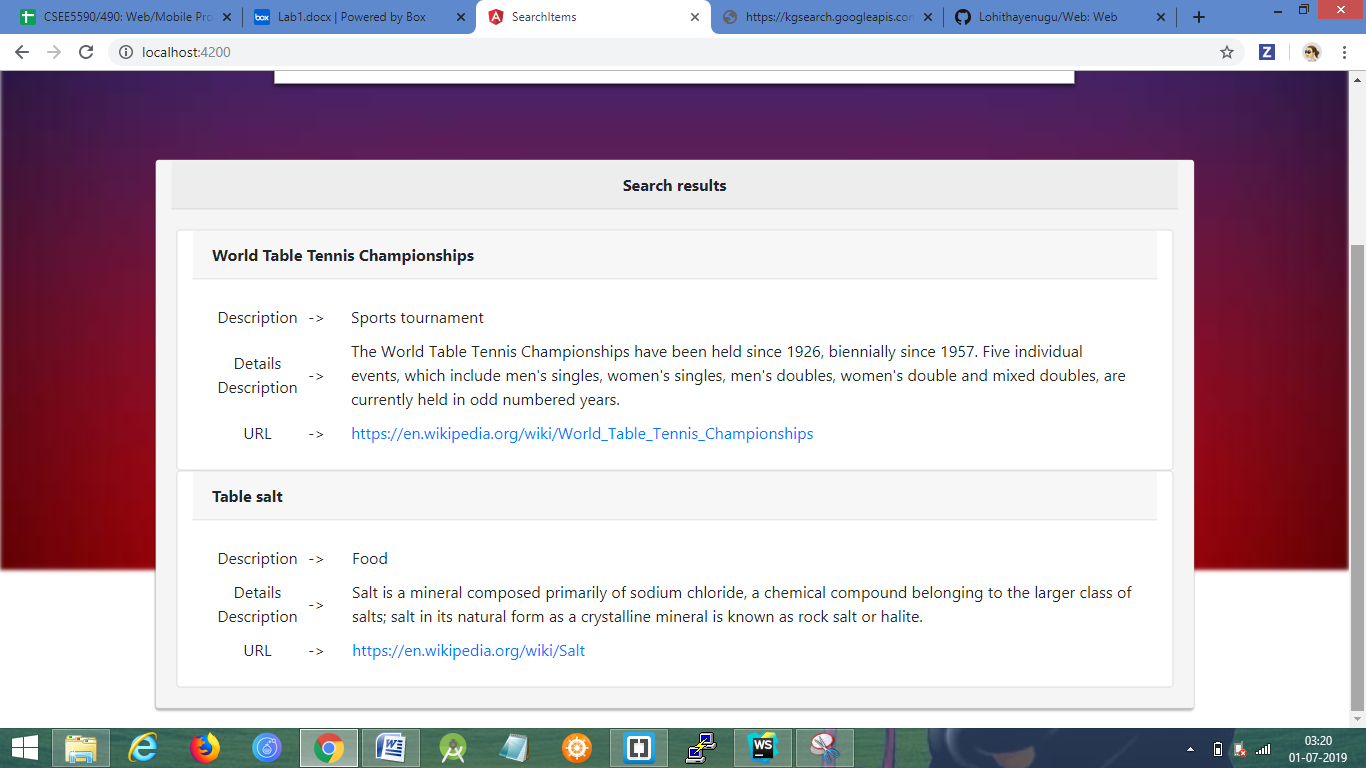 CSEE5590/490: Web/Mobile Pro
Lab1.docx | Powered by Box
SearchItems
https://kgsearch.googleapis.com
Lohithayenugu/Web: Web
localhost:4200
Search results
World Table Tennis Championships
Description -> Sports tournament
Details Description -> The World Table Tennis Championships have been held since 1926, biennially since 1957. Five individual
events, which include men's singles, women's singles, men's doubles, women's double and mixed doubles, are
currently held in odd numbered years.
URL -> https://en.wikipedia.org/wiki/World_Table_Tennis_Championships
Table salt
Description -> Food
Details Description -> Salt is a mineral composed primarily of sodium chloride, a chemical compound belonging to the larger class of
salts; salt in its natural form as a crystalline mineral is known as rock salt or halite.
URL -> https://en.wikipedia.org/wiki/Salt
03:20
01-07-2019